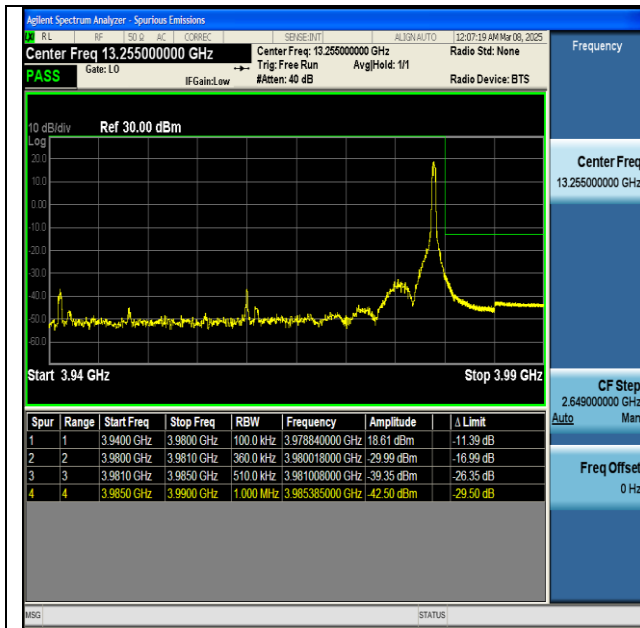 Agilent Spectrum Analyzer - Spurious Emissions
RL RF 50 Ω AC CORREC SENSE:INT ALIGN AUTO 12:07:19 AM Mar 08, 2025
Center Freq 13.255000000 GHz
Center Freq: 13.255000000 GHz Radio Std: None
PASS Gate: LO Trig: Free Run Avg|Hold: 1/1
IFGain:Low #Atten: 40 dB Radio Device: BTS
10 dB/div Ref 30.00 dBm
Log
20.0
10.0
0.00
-10.0
-20.0
-30.0
-40.0
-50.0
-60.0
Start 3.94 GHz Stop 3.99 GHz
Spur Range Start Freq Stop Freq RBW Frequency Amplitude Δ Limit
1 1 3.9400 GHz 3.9800 GHz 100.0 kHz 3.978840000 GHz 18.61 dBm -11.39 dB
2 2 3.9800 GHz 3.9810 GHz 360.0 kHz 3.980018000 GHz -29.99 dBm -16.99 dB
3 3 3.9810 GHz 3.9850 GHz 510.0 kHz 3.981008000 GHz -39.35 dBm -26.35 dB
4 4 3.9850 GHz 3.9900 GHz 1.000 MHz 3.985385000 GHz -42.50 dBm -29.50 dB
MSG STATUS
Frequency
Center Freq
13.255000000 GHz
CF Step
2.649000000 GHz
Auto Man
Freq Offset
0 Hz